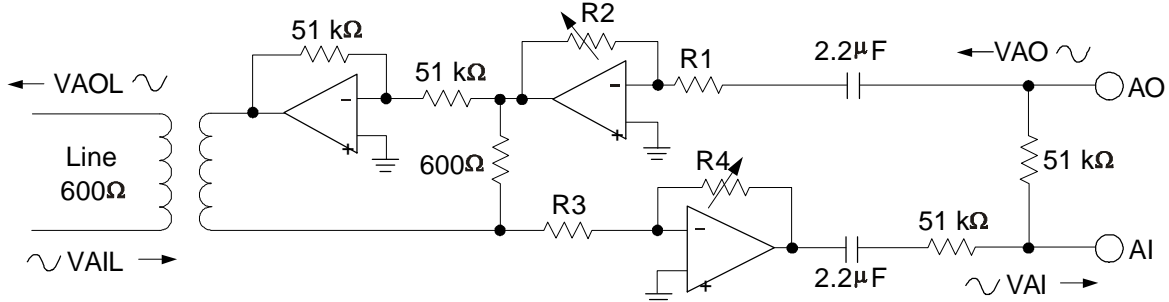 51 kΩ
R2
← VAOL
51 kΩ
R1
2.2µF
← VAO
AO
-
-
+
+
Line
600Ω
600Ω
51 kΩ
R4
R3
-
+
51 kΩ
AI
VAIL →
2.2µF
VAI →